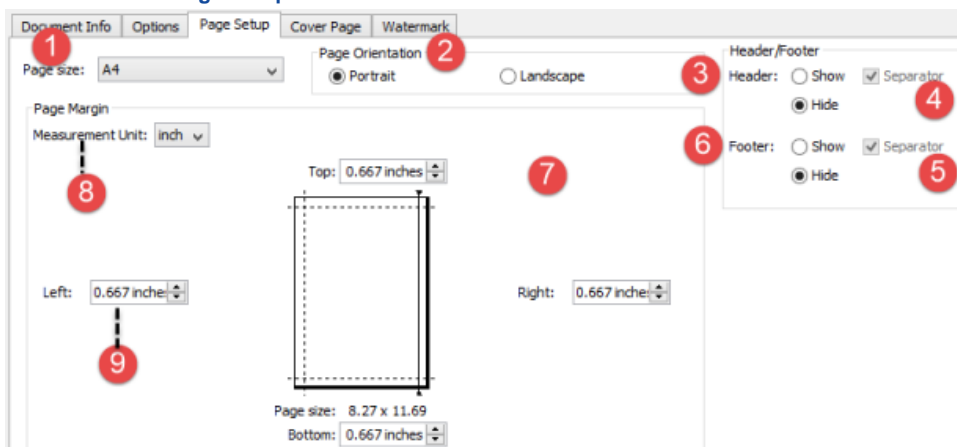 Document Info Options Page Setup Cover Page Watermark
1 2
Page size: A4
Page Orientation
Portrait Landscape
Header/Footer
3 Header: Show Separator
Hide 4
6 Footer: Show Separator
Hide 5
Page Margin
Measurement Unit: inch
8
Top: 0.667 inches
7
Left: 0.667 inche
Right: 0.667 inche
9
Page size: 8.27 x 11.69
Bottom: 0.667 inches